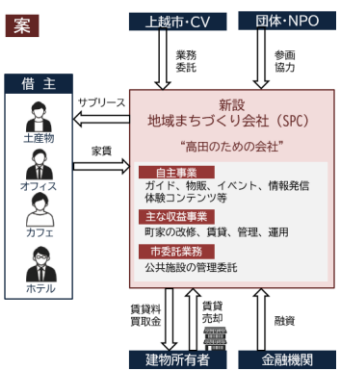 案
上越市・CV
団体・NPO
業務
委託
参画
協力
借 主
土産物
オフィス
カフェ
ホテル
サブリース
家賃
新設
地域まちづくり会社（SPC）
“高田のための会社”
自主事業
ガイド、物販、イベント、情報発信
体験コンテンツ等
主な収益事業
町家の改修、賃貸、管理、運用
市委託業務
公共施設の管理委託
賃貸料
買取金
賃貸
売却
融資
建物所有者
金融機関